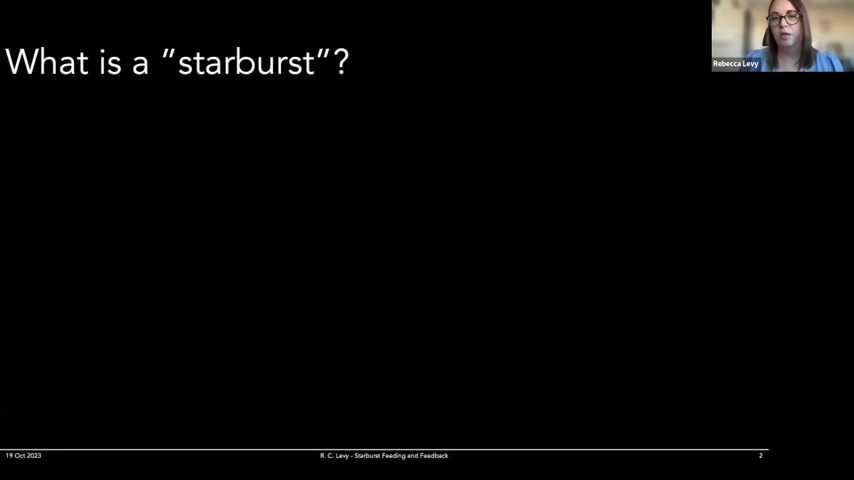 What is a ”starburst”?
Rebecca Levy
19 Oct 2023
R. C. Levy - Starburst Feeding and Feedback
2